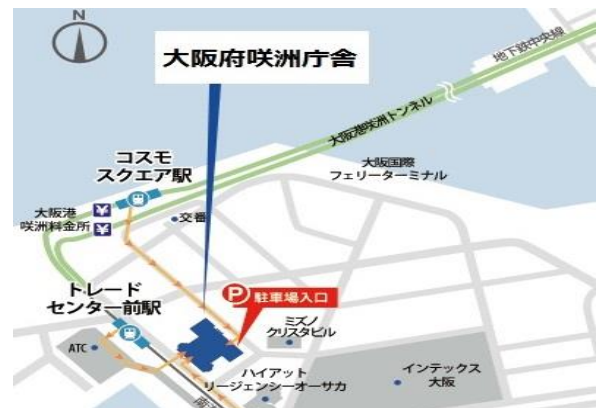 N
大阪府咲洲庁舎
地下鉄中央線
大阪港咲洲トンネル
コスモ
スクエア駅
大阪国際
フェリーターミナル
大阪港
咲洲料金所
¥
¥
交番
トレード
センター前駅
P 駐車場入口
ミズノ
クリスタビル
ATC
ハイアット
リージェンシーオーサカ
インテックス
大阪